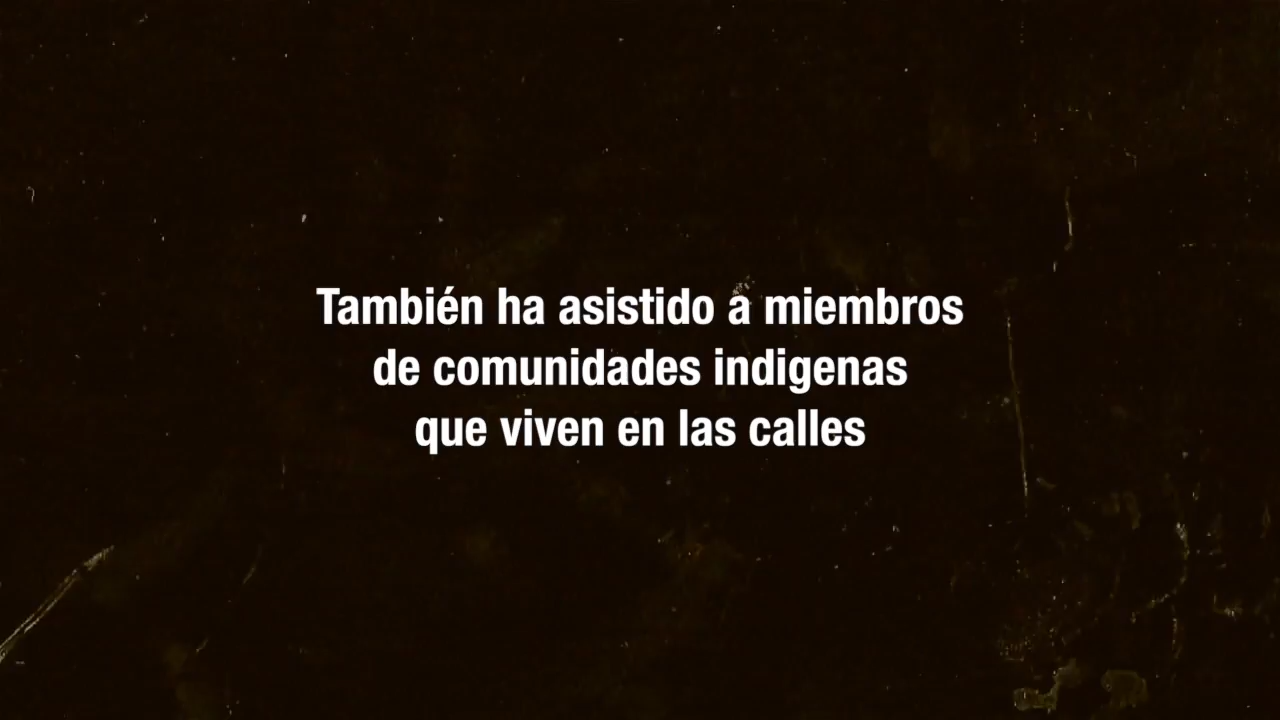 También ha asistido a miembros
de comunidades indigenas
que viven en las calles